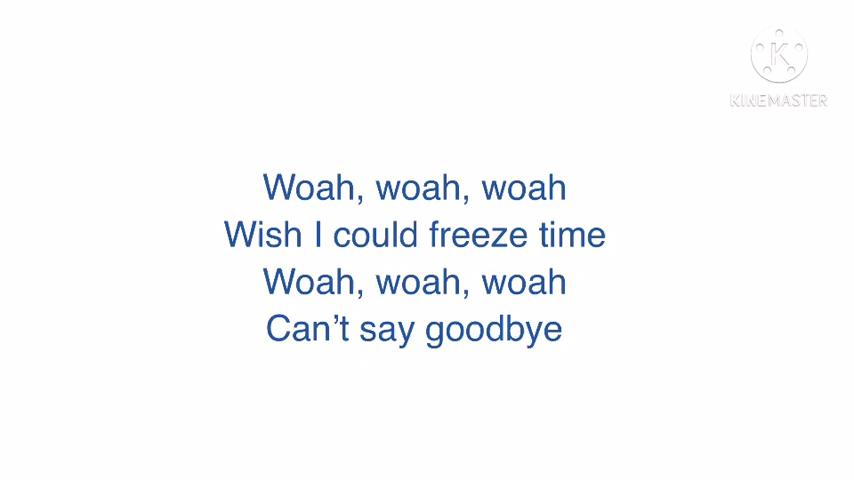 K
KINEMASTER
Woah, woah, woah
Wish I could freeze time
Woah, woah, woah
Can’t say goodbye